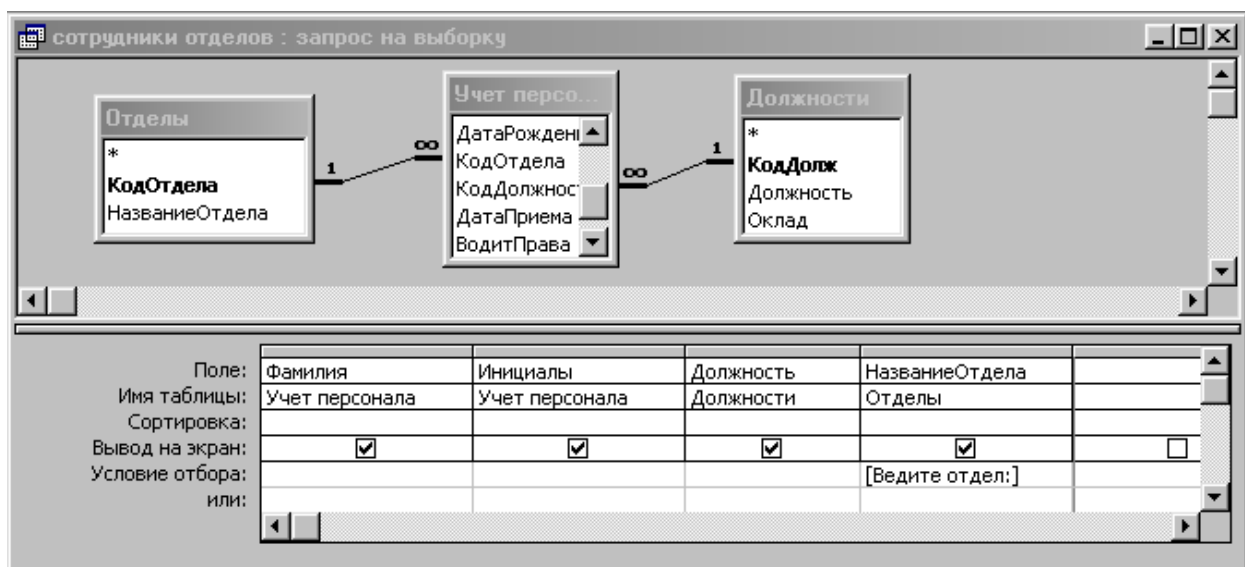 сотрудники отделов : запрос на выборку
Отделы
*
КодОтдела
НазваниеОтдела
1
∞
Учет персо...
ДатаРождени
КодОтдела
КодДолжнос
ДатаПриема
ВодитПрава
∞
1
Должности
*
КодДолж
Должность
Оклад
Поле: Фамилия Инициалы Должность НазваниеОтдела
Имя таблицы: Учет персонала Учет персонала Должности Отделы
Сортировка:
Вывод на экран:
Условие отбора: [Ведите отдел:]
или: